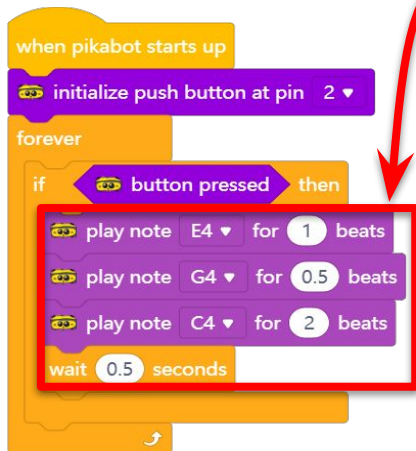 when pikabot starts up
initialize push button at pin 2
forever
if button pressed then
play note E4 for 1 beats
play note G4 for 0.5 beats
play note C4 for 2 beats
wait 0.5 seconds